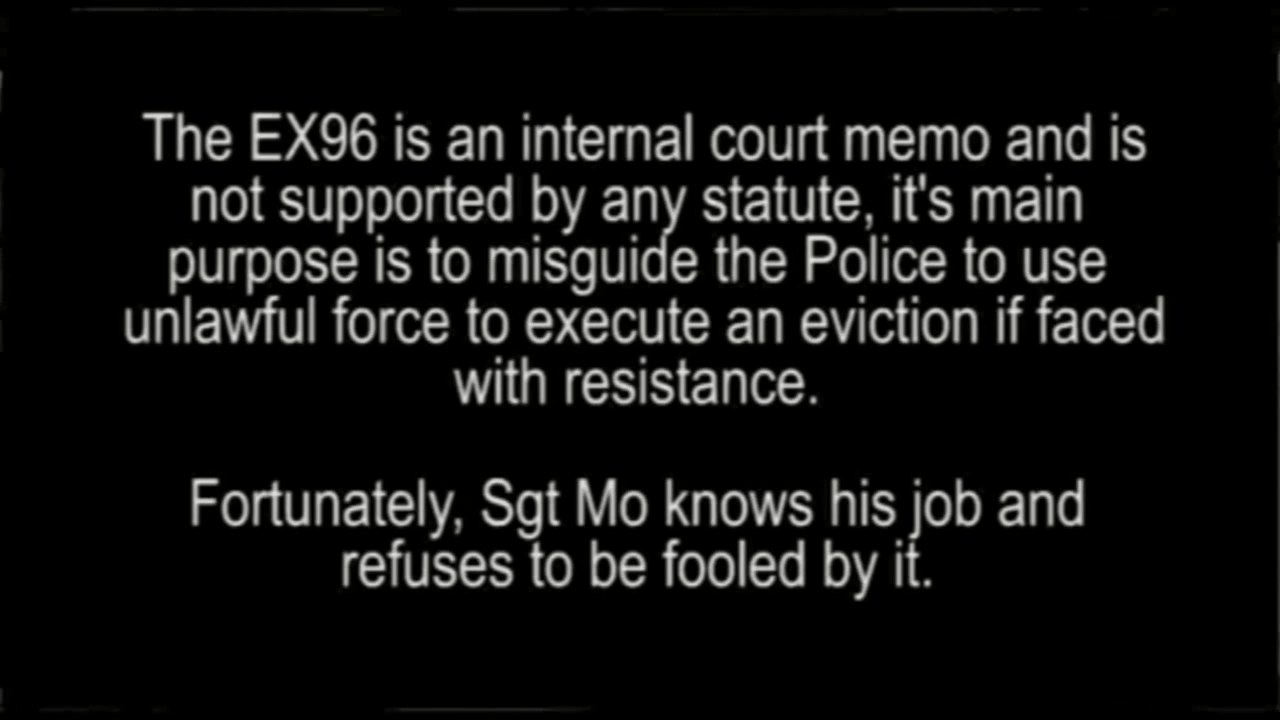 The EX96 is an internal court memo and is
not supported by any statute, it's main
purpose is to misguide the Police to use
unlawful force to execute an eviction if faced
with resistance.
Fortunately, Sgt Mo knows his job and
refuses to be fooled by it.